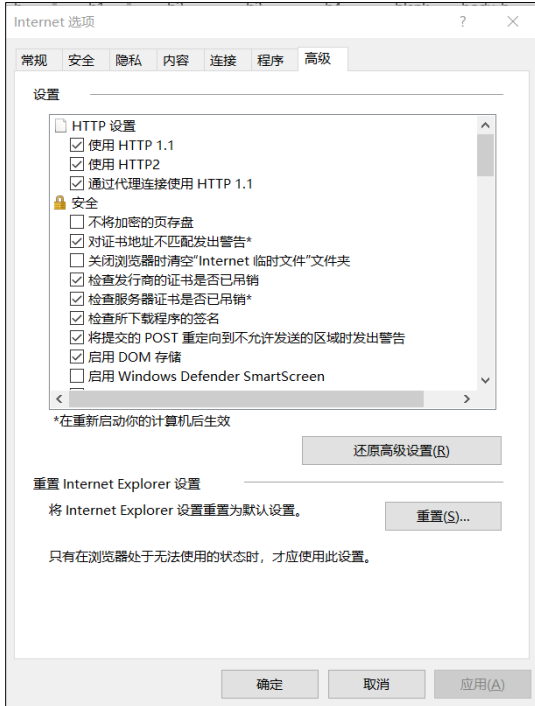 Internet 选项
常规 安全 隐私 内容 连接 程序 高级
设置
HTTP 设置
使用 HTTP 1.1
使用 HTTP2
通过代理连接使用 HTTP 1.1
安全
不将加密的页存盘
对证书地址不匹配发出警告*
关闭浏览器时清空"Internet 临时文件"文件夹
检查发行商的证书是否已吊销
检查服务器证书是否已吊销*
检查所下载程序的签名
将提交的 POST 重定向到不允许发送的区域时发出警告
启用 DOM 存储
启用 Windows Defender SmartScreen
*在重新启动你的计算机后生效
还原高级设置(R)
重置 Internet Explorer 设置
将 Internet Explorer 设置重置为默认设置。
重置(S)...
只有在浏览器处于无法使用的状态时，才应使用此设置。
确定 取消 应用(A)